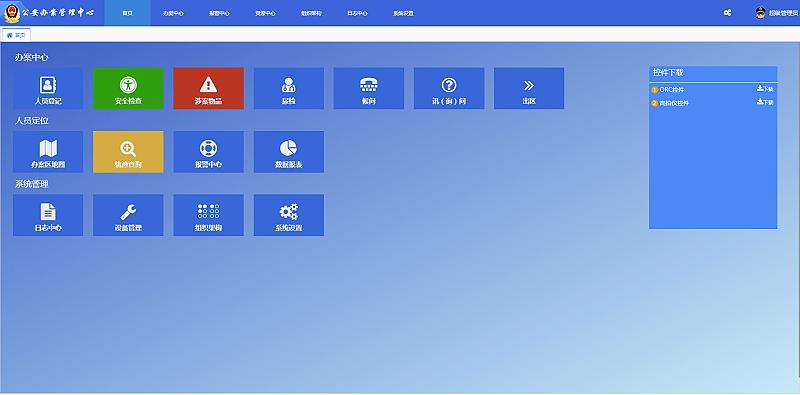 公安办案管理中心
首页 办案中心 报警中心 资源中心 组织架构 日志中心 系统设置 超级管理员
首页
办案中心
控件下载
人员登记 安全检查 涉案物品 尿检 候问 讯(询)问 出区
1 ORC控件 下载
2 高拍仪控件 下载
人员定位
办案区地图 轨迹查询 报警中心 数据报表
系统管理
日志中心 设备管理 组织架构 系统设置